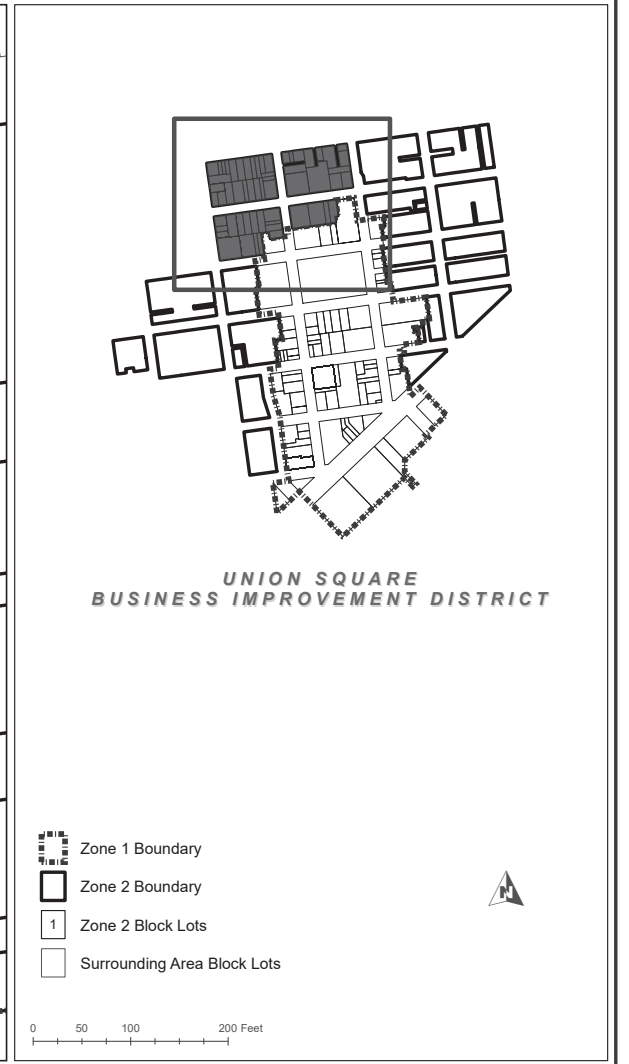 UNION SQUARE
BUSINESS IMPROVEMENT DISTRICT
Zone 1 Boundary
Zone 2 Boundary
1 Zone 2 Block Lots
Surrounding Area Block Lots
N
0 50 100 200 Feet